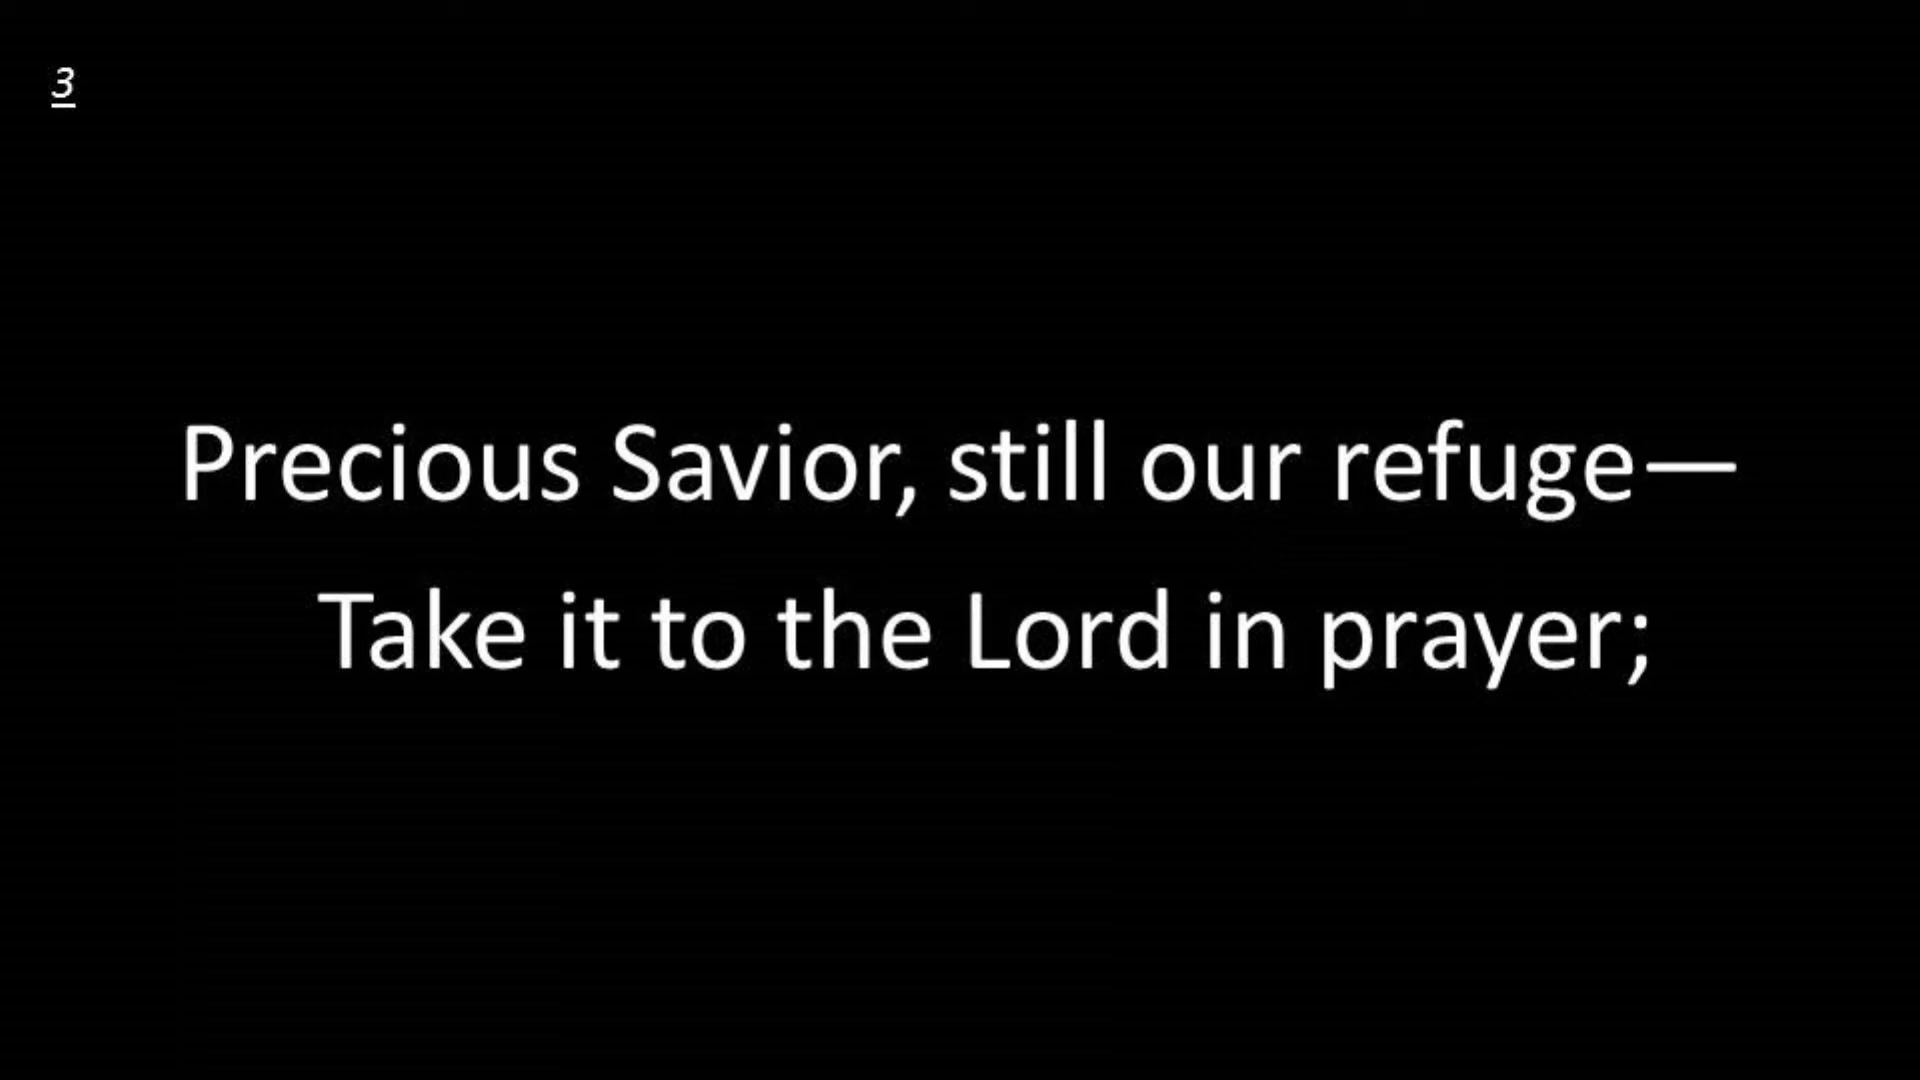 3
Precious Savior, still our refuge—
Take it to the Lord in prayer;